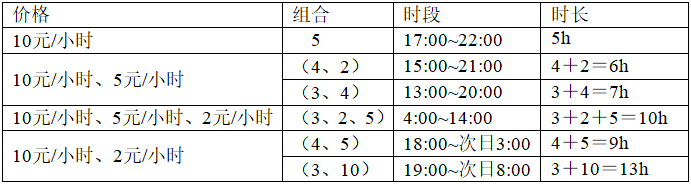 价格 组合 时段 时长
10元/小时 5 17:00~22:00 5h
10元/小时、5元/小时 （4、2） 15:00~21:00 4＋2＝6h
（3、4） 13:00~20:00 3＋4＝7h
10元/小时、5元/小时、2元/小时 （3、2、5） 4:00~14:00 3＋2＋5＝10h
10元/小时、2元/小时 （4、5） 18:00~次日3:00 4＋5＝9h
（3、10） 19:00~次日8:00 3＋10＝13h